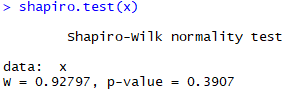 > shapiro.test(x)
Shapiro-Wilk normality test
data:  x
W = 0.92797, p-value = 0.3907